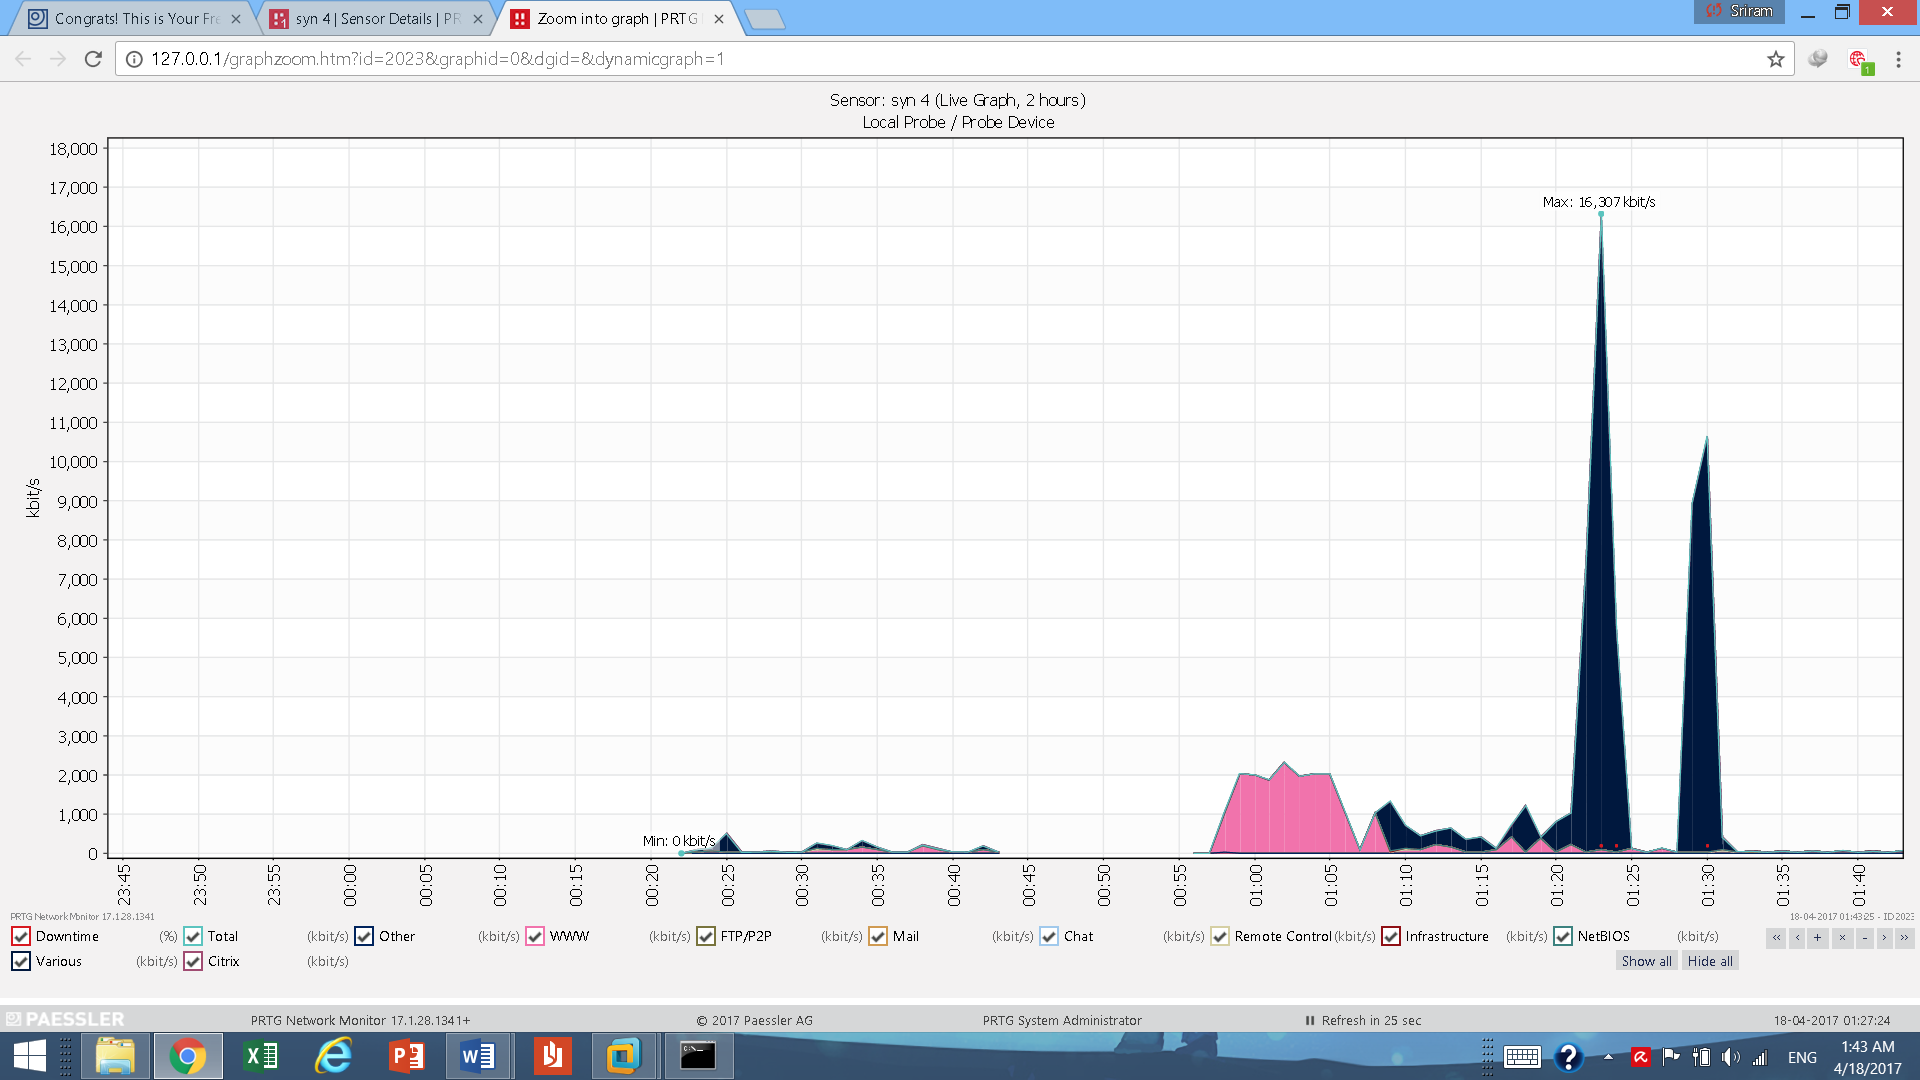 Congrats! This is Your Fre
syn 4 | Sensor Details | PR
Zoom into graph | PRTG
Sriram
127.0.0.1/graphzoom.htm?id=2023&graphid=0&dgid=&dynamicgraph=1
1
Sensor: syn 4 (Live Graph, 2 hours)
Local Probe / Probe Device
18,000
17,000
16,000
15,000
14,000
13,000
12,000
11,000
10,000
9,000
8,000
7,000
6,000
5,000
4,000
3,000
2,000
1,000
0
kbit/s
Max: 16,307 kbit/s
Min: 0 kbit/s
23:45
23:50
23:55
00:00
00:05
00:10
00:15
00:20
00:25
00:30
00:35
00:40
00:45
00:50
00:55
01:00
01:05
01:10
01:15
01:20
01:25
01:30
01:35
01:40
PRTG Network Monitor 17.1.28.1341
18-04-2017 01:43:25 - ID 2023
Downtime (%) Total (kbit/s) Other (kbit/s) WWW (kbit/s) FTP/P2P (kbit/s) Mail (kbit/s) Chat (kbit/s) Remote Control (kbit/s) Infrastructure (kbit/s) NetBIOS (kbit/s)
Various (kbit/s) Citrix (kbit/s)
Show all Hide all
PAESSLER PRTG Network Monitor 17.1.28.1341+ © 2017 Paessler AG PRTG System Administrator Refresh in 25 sec 18-04-2017 01:27:24
ENG
1:43 AM
4/18/2017